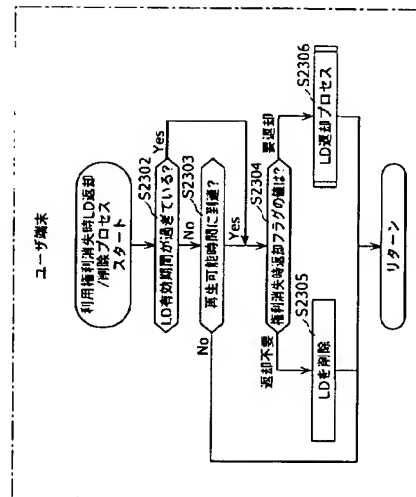 ユーザ端末
利用権利消失時LD返却
/削除プロセス
スタート
S2302
LD有効期間が過ぎている?
Yes
No
S2303
再生可能時間に到達?
No
Yes
S2304
権利消失時返却フラグの値は?
返却不要
要返却
S2305
LDを削除
S2306
LD返却プロセス
リターン